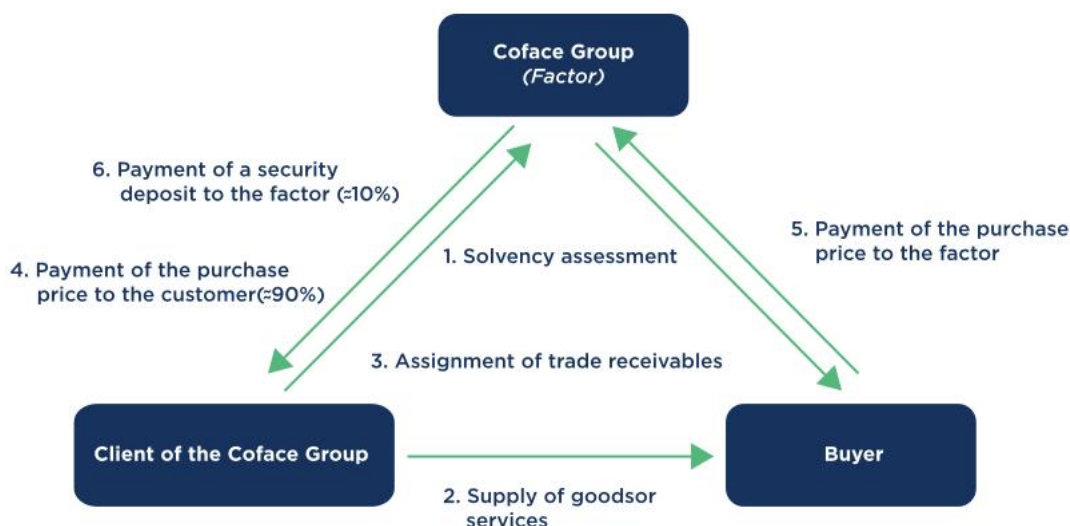 Coface Group
(Factor)
6. Payment of a security
deposit to the factor (≈10%)
5. Payment of the purchase
price to the factor
1. Solvency assessment
4. Payment of the purchase
price to the customer(≈90%)
3. Assignment of trade receivables
Client of the Coface Group
Buyer
2. Supply of goodsor
services